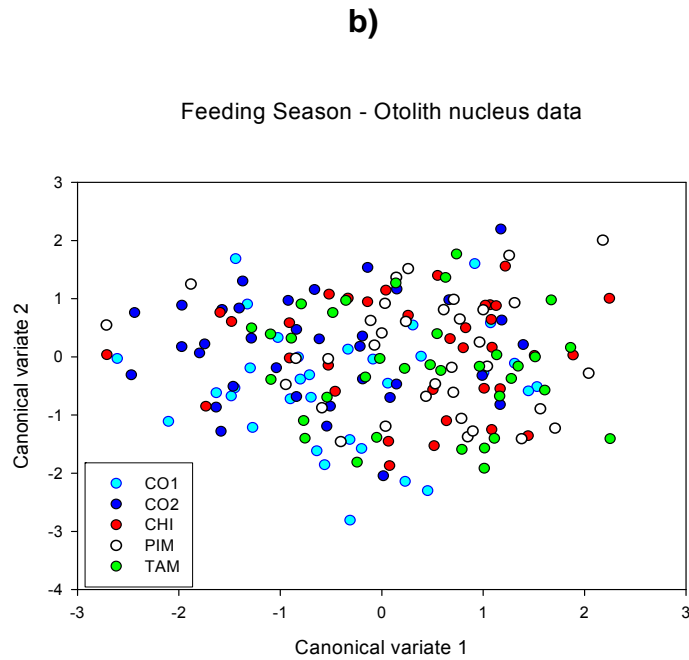 b)
Feeding Season - Otolith nucleus data
3
2
1
0
-1
-2
-3
-4
Canonical variate 2
CO1
CO2
CHI
PIM
TAM
-3 -2 -1 0 1 2 3
Canonical variate 1